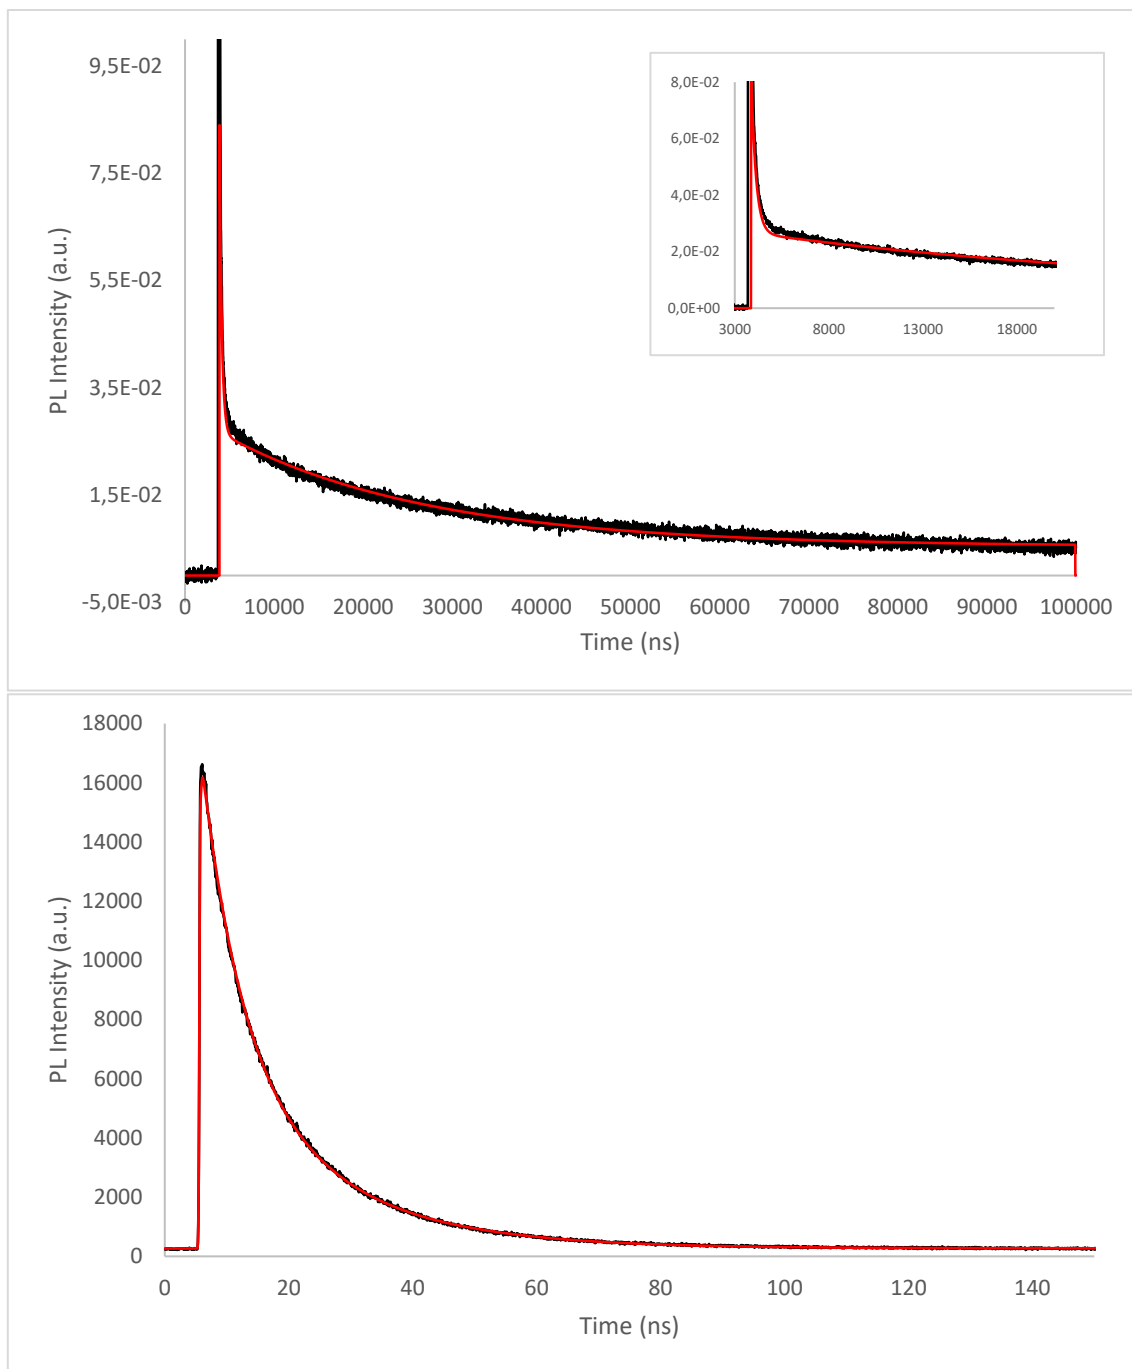 9,5E-02
7,5E-02
5,5E-02
3,5E-02
1,5E-02
-5,0E-03
PL Intensity (a.u.)
0 10000 20000 30000 40000 50000 60000 70000 80000 90000 100000
Time (ns)
8,0E-02
6,0E-02
4,0E-02
2,0E-02
0,0E+00
3000 8000 13000 18000
18000
16000
14000
12000
10000
8000
6000
4000
2000
0
PL Intensity (a.u.)
0 20 40 60 80 100 120 140
Time (ns)